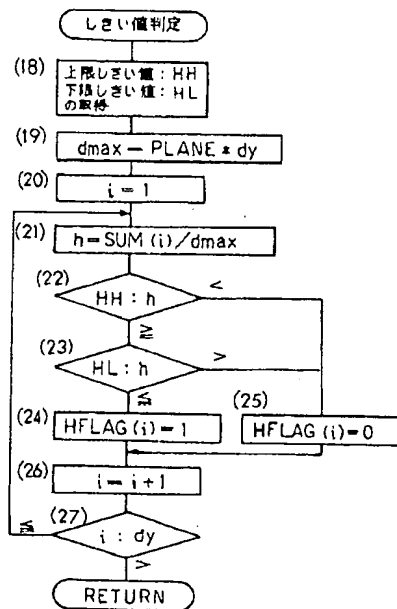 しきい値判定
(18)
上限しきい値:HH
下限しきい値:HL
の取得
(19)
dmax = PLANE * dy
(20)
i = 1
(21)
h=SUM(i)/dmax
(22)
HH:h
<
≧
(23)
HL:h
>
≦
(24)
HFLAG(i)=1
(25)
HFLAG(i)=0
(26)
i = i+1
(27)
i:dy
≦
>
RETURN